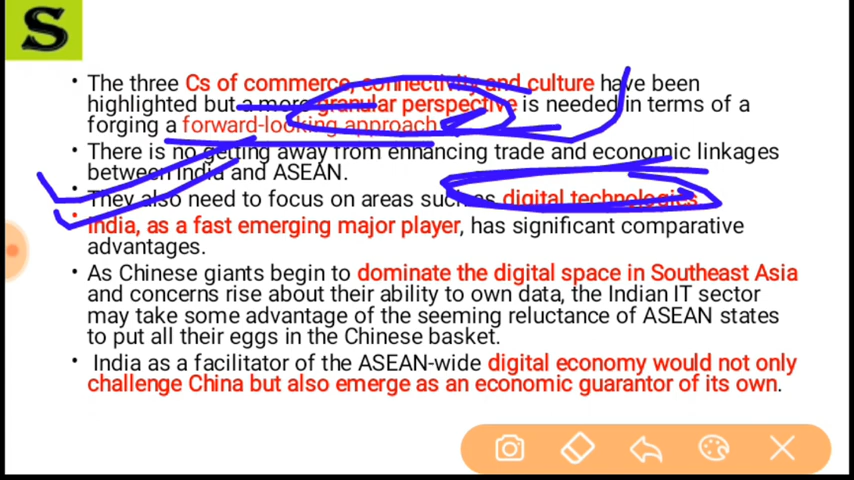 S
• The three Cs of commerce, connectivity and culture have been
highlighted but a more granular perspective is needed in terms of a
forging a forward-looking approach
• There is no getting away from enhancing trade and economic linkages
between India and ASEAN.
• They also need to focus on areas such as digital technologies
• India, as a fast emerging major player, has significant comparative
advantages.
• As Chinese giants begin to dominate the digital space in Southeast Asia
and concerns rise about their ability to own data, the Indian IT sector
may take some advantage of the seeming reluctance of ASEAN states
to put all their eggs in the Chinese basket.
• India as a facilitator of the ASEAN-wide digital economy would not only
challenge China but also emerge as an economic guarantor of its own.